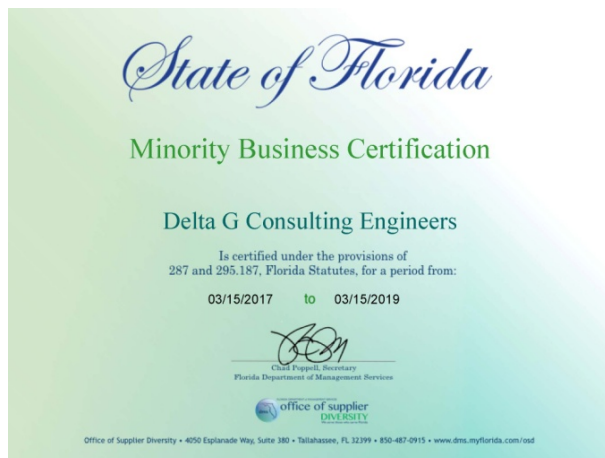 State of Florida
Minority Business Certification
Delta G Consulting Engineers
Is certified under the provisions of
287 and 295.187, Florida Statutes, for a period from:
03/15/2017 to 03/15/2019
Chad Poppell, Secretary
Florida Department of Management Services
office of supplier
DIVERSITY
Office of Supplier Diversity • 4050 Esplanade Way, Suite 380 • Tallahassee, FL 32399 • 850-487-0915 • www.dms.myflorida.com/osd